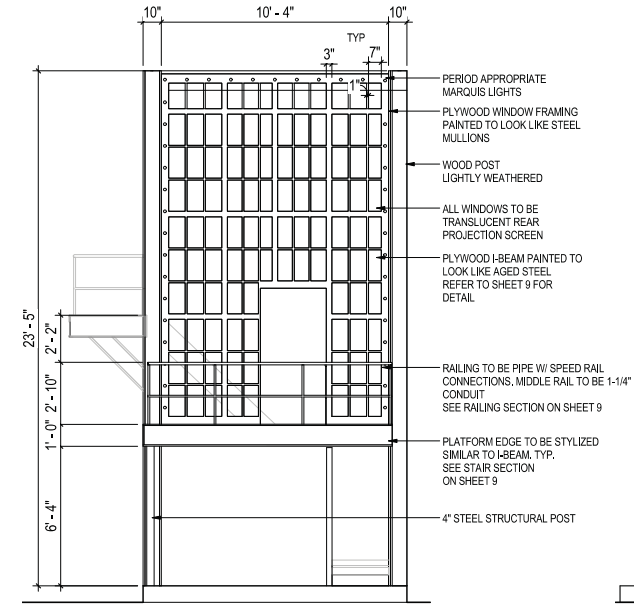 10"
10' - 4"
10"
TYP
3"
7"
1"
PERIOD APPROPRIATE
MARQUIS LIGHTS
PLYWOOD WINDOW FRAMING
PAINTED TO LOOK LIKE STEEL
MULLIONS
WOOD POST
LIGHTLY WEATHERED
ALL WINDOWS TO BE
TRANSLUCENT REAR
PROJECTION SCREEN
PLYWOOD I-BEAM PAINTED TO
LOOK LIKE AGED STEEL
REFER TO SHEET 9 FOR
DETAIL
23' - 5"
2' - 2"
2' - 10"
1' - 0"
6' - 4"
RAILING TO BE PIPE W/ SPEED RAIL
CONNECTIONS, MIDDLE RAIL TO BE 1-1/4"
CONDUIT
SEE RAILING SECTION ON SHEET 9
PLATFORM EDGE TO BE STYLIZED
SIMILAR TO I-BEAM. TYP.
SEE STAIR SECTION
ON SHEET 9
4" STEEL STRUCTURAL POST